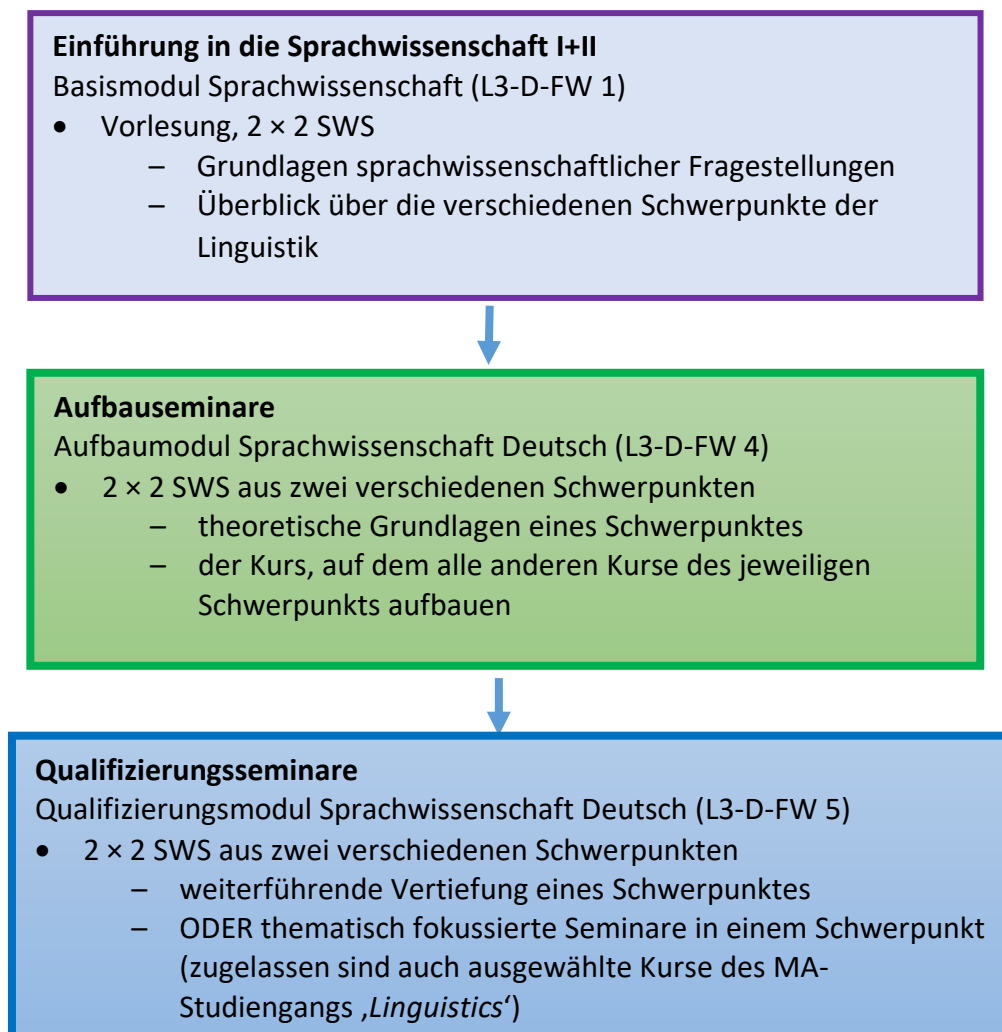 Einführung in die Sprachwissenschaft I+II
Basismodul Sprachwissenschaft (L3-D-FW 1)
• Vorlesung, 2 × 2 SWS
– Grundlagen sprachwissenschaftlicher Fragestellungen
– Überblick über die verschiedenen Schwerpunkte der
Linguistik
Aufbauseminare
Aufbaumodul Sprachwissenschaft Deutsch (L3-D-FW 4)
• 2 × 2 SWS aus zwei verschiedenen Schwerpunkten
– theoretische Grundlagen eines Schwerpunktes
– der Kurs, auf dem alle anderen Kurse des jeweiligen
Schwerpunkts aufbauen
Qualifizierungsseminare
Qualifizierungsmodul Sprachwissenschaft Deutsch (L3-D-FW 5)
• 2 × 2 SWS aus zwei verschiedenen Schwerpunkten
– weiterführende Vertiefung eines Schwerpunktes
– ODER thematisch fokussierte Seminare in einem Schwerpunkt
(zugelassen sind auch ausgewählte Kurse des MA-
Studiengangs ‚Linguistics‘)